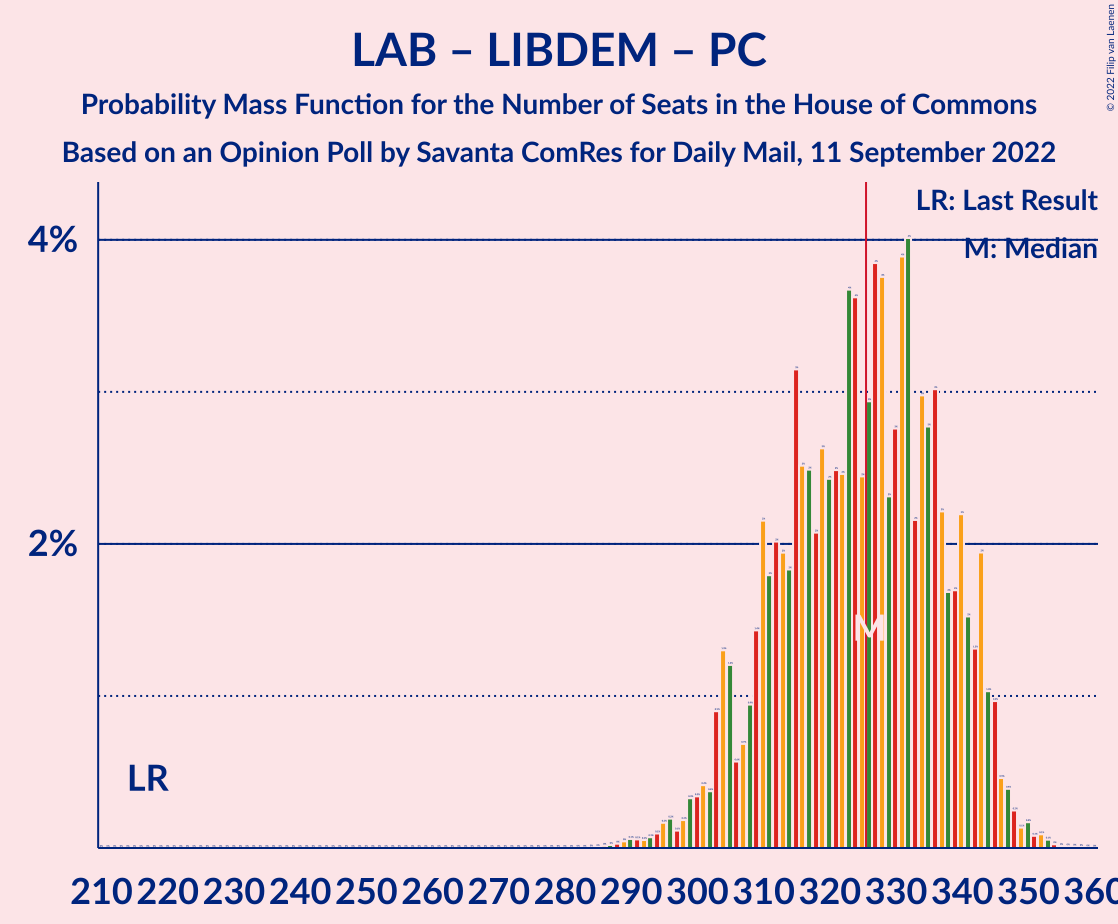 LAB – LIBDEM – PC
Probability Mass Function for the Number of Seats in the House of Commons
Based on an Opinion Poll by Savanta ComRes for Daily Mail, 11 September 2022
© 2022 Filip van Laenen
LR: Last Result
M: Median
4%
2%
LR
M
210 220 230 240 250 260 270 280 290 300 310 320 330 340 350 360